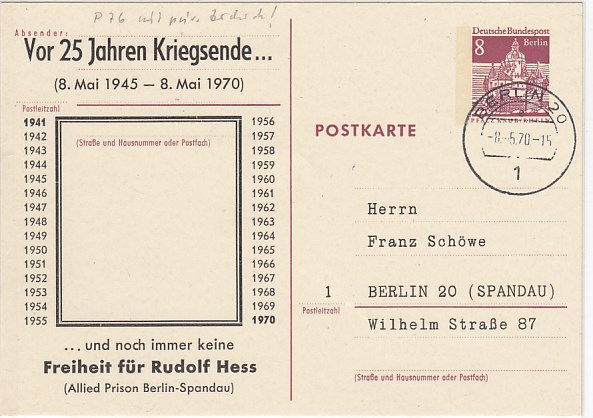 P 76
Absender:
Vor 25 Jahren Kriegsende...
(8. Mai 1945 — 8. Mai 1970)
Postleitzahl
(Straße und Hausnummer oder Postfach)
1941
1942
1943
1944
1945
1946
1947
1948
1949
1950
1951
1952
1953
1954
1955
1956
1957
1958
1959
1960
1961
1962
1963
1964
1965
1966
1967
1968
1969
1970
... und noch immer keine
Freiheit für Rudolf Hess
(Allied Prison Berlin-Spandau)
Deutsche Bundespost
8 Berlin
BERLIN 20
-8.-5.70-15
1
POSTKARTE
Herrn
Franz Schöwe
1 BERLIN 20 (SPANDAU)
Postleitzahl
Wilhelm Straße 87
(Straße und Hausnummer oder Postfach)